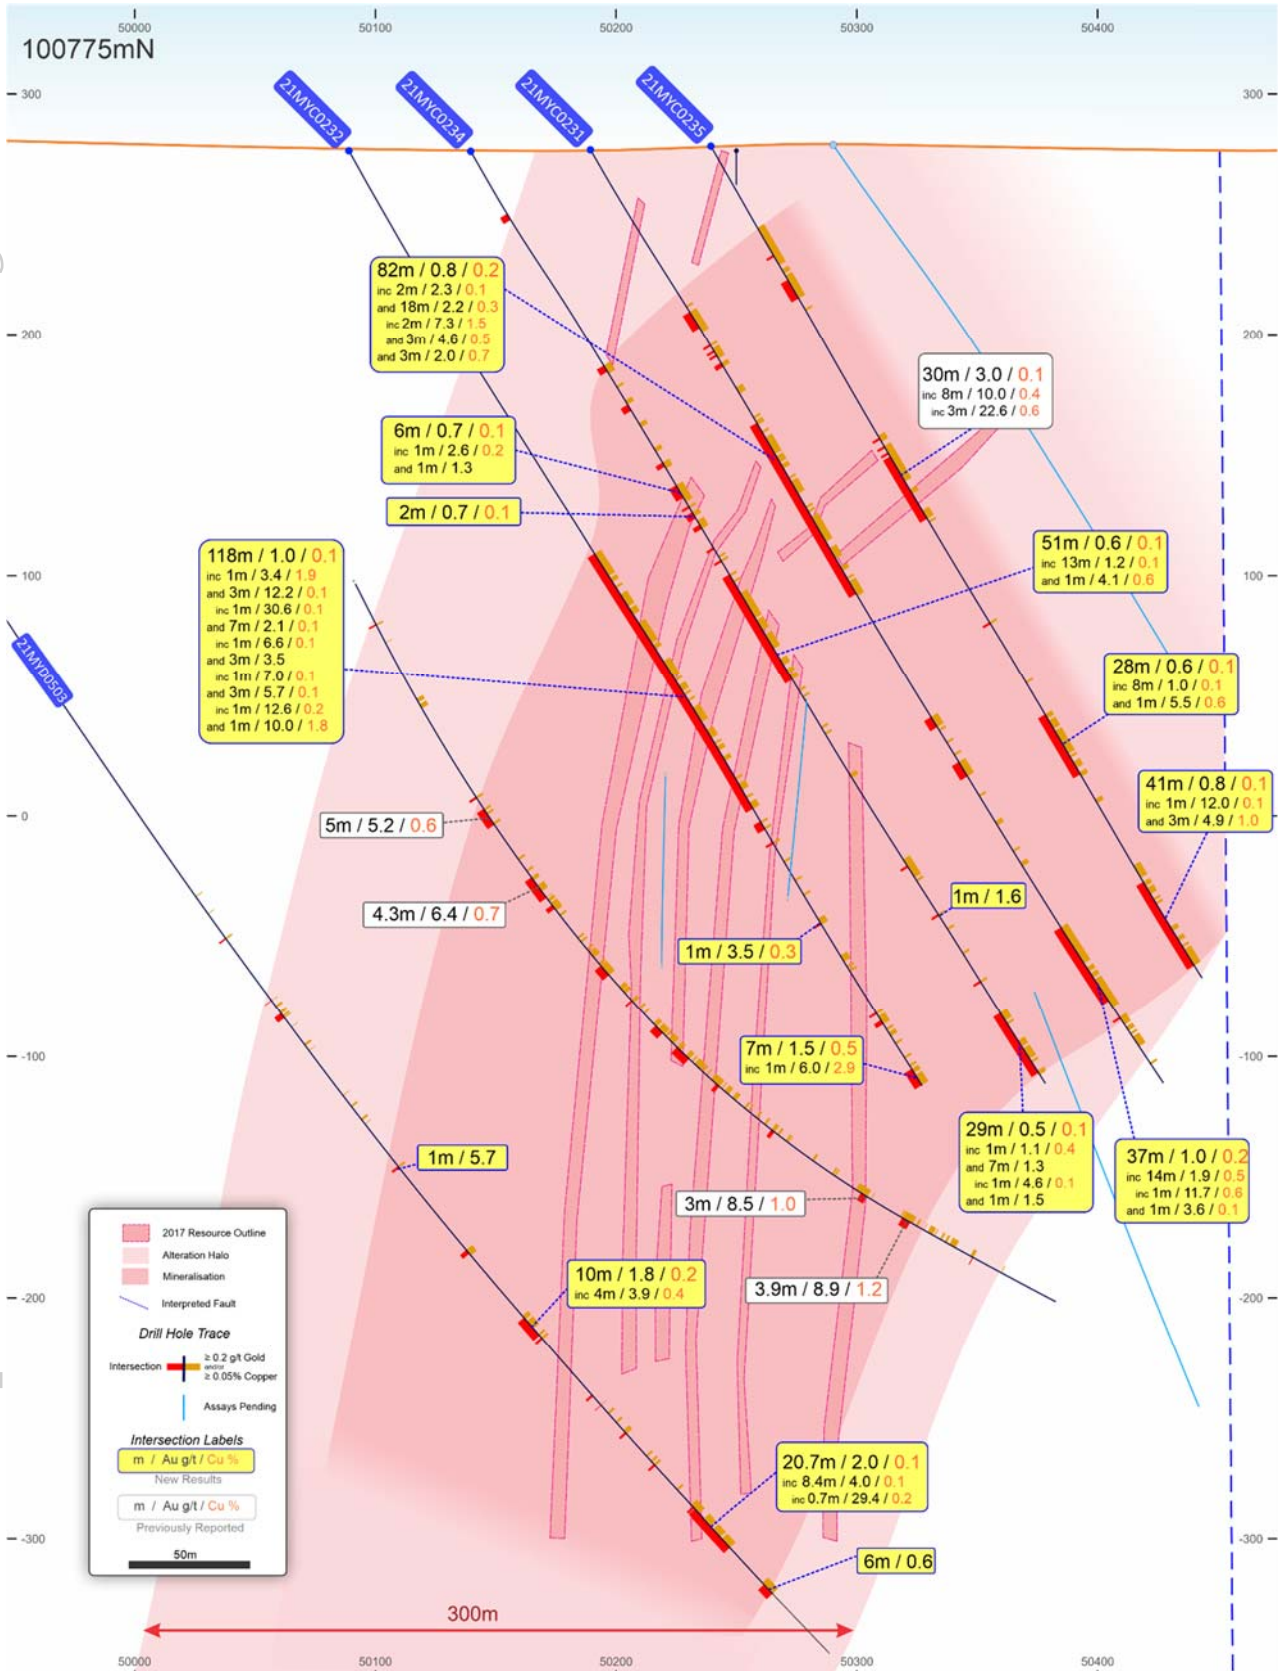 50000 50100 50200 50300 50400
100775mN
21MYC0232
21MYC0234
21MYC0231
21MYC0235
300 300
82m / 0.8 / 0.2
inc 2m / 2.3 / 0.1
and 18m / 2.2 / 0.3
inc 2m / 7.3 / 1.5
and 3m / 4.6 / 0.5
and 3m / 2.0 / 0.7
200 200
30m / 3.0 / 0.1
inc 8m / 10.0 / 0.4
inc 3m / 22.6 / 0.6
6m / 0.7 / 0.1
inc 1m / 2.6 / 0.2
and 1m / 1.3
2m / 0.7 / 0.1
118m / 1.0 / 0.1
inc 1m / 3.4 / 1.9
and 3m / 12.2 / 0.1
inc 1m / 30.6 / 0.1
and 7m / 2.1 / 0.1
inc 1m / 6.6 / 0.1
and 3m / 3.5
inc 1m / 7.0 / 0.1
and 3m / 5.7 / 0.1
inc 1m / 12.6 / 0.2
and 1m / 10.0 / 1.8
51m / 0.6 / 0.1
inc 13m / 1.2 / 0.1
and 1m / 4.1 / 0.6
100 100
21MYD0503
28m / 0.6 / 0.1
inc 8m / 1.0 / 0.1
and 1m / 5.5 / 0.6
41m / 0.8 / 0.1
inc 1m / 12.0 / 0.1
and 3m / 4.9 / 1.0
0 0
5m / 5.2 / 0.6
4.3m / 6.4 / 0.7
1m / 1.6
1m / 3.5 / 0.3
-100 -100
7m / 1.5 / 0.5
inc 1m / 6.0 / 2.9
29m / 0.5 / 0.1
inc 1m / 1.1 / 0.4
and 7m / 1.3
inc 1m / 4.6 / 0.1
and 1m / 1.5
37m / 1.0 / 0.2
inc 14m / 1.9 / 0.5
inc 1m / 11.7 / 0.6
and 1m / 3.6 / 0.1
1m / 5.7
3m / 8.5 / 1.0
3.9m / 8.9 / 1.2
10m / 1.8 / 0.2
inc 4m / 3.9 / 0.4
-200 -200
2017 Resource Outline
Alteration Halo
Mineralisation
Interpreted Fault
Drill Hole Trace
Intersection
≥ 0.2 g/t Gold
and/or
≥ 0.05% Copper
Assays Pending
Intersection Labels
m / Au g/t / Cu %
New Results
m / Au g/t / Cu %
Previously Reported
50m
20.7m / 2.0 / 0.1
inc 8.4m / 4.0 / 0.1
inc 0.7m / 29.4 / 0.2
-300 -300
6m / 0.6
300m
50000 50100 50200 50300 50400